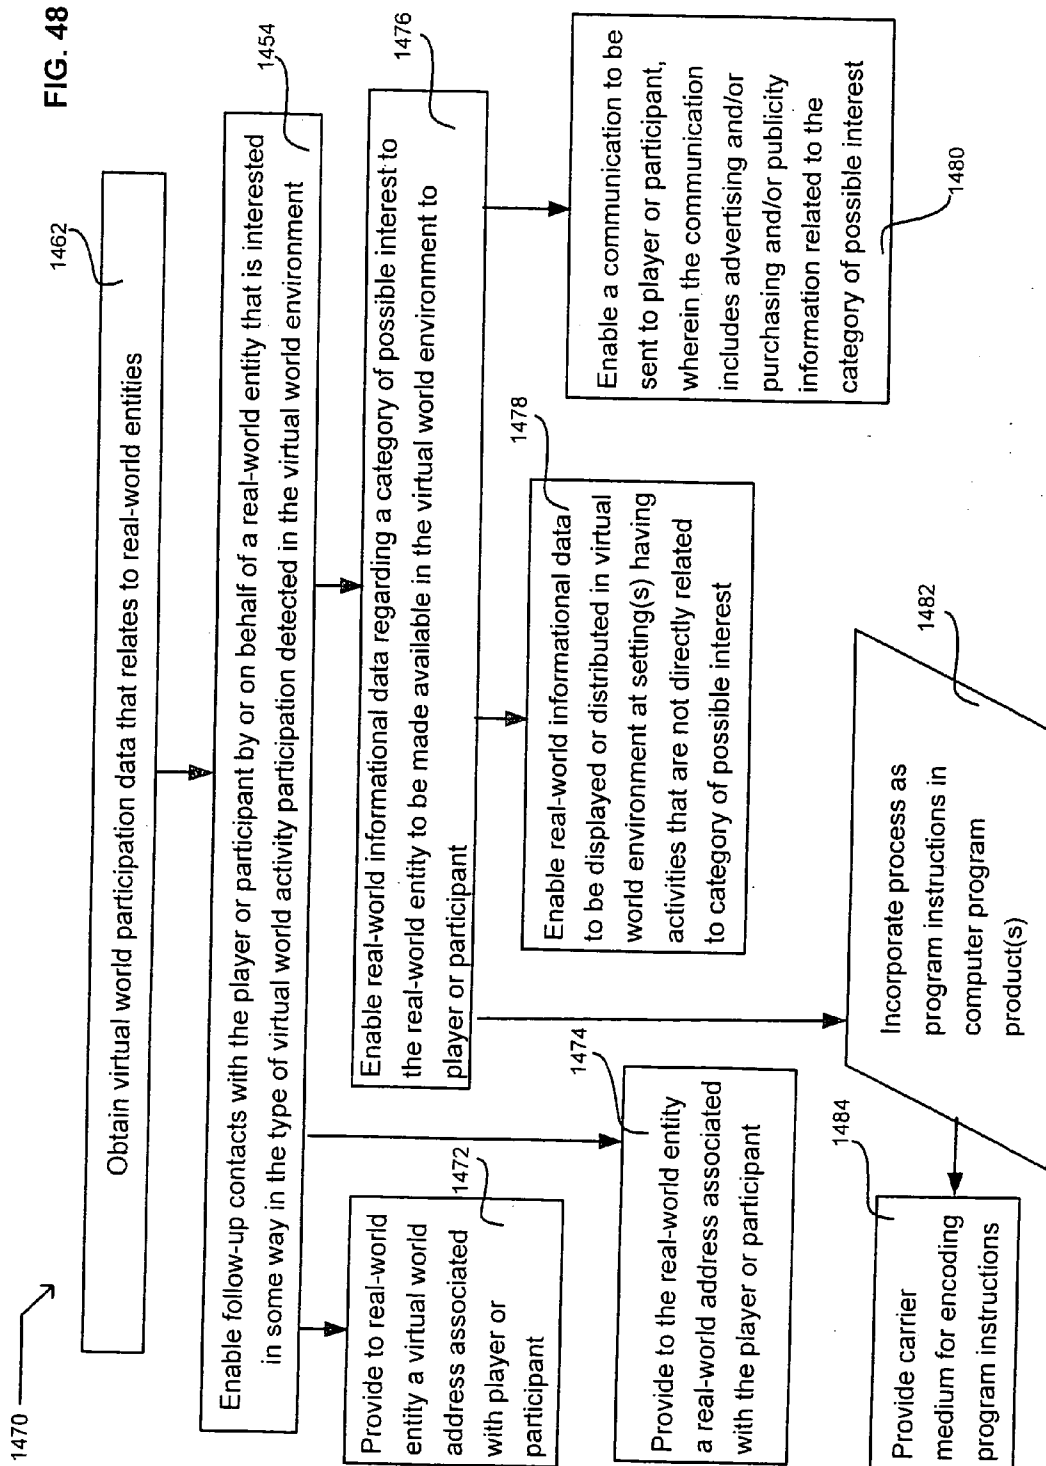 FIG. 48
1470
1462
Obtain virtual world participation data that relates to real-world entities
1454
Enable follow-up contacts with the player or participant by or on behalf of a real-world entity that is interested
in some way in the type of virtual world activity participation detected in the virtual world environment
1476
Enable real-world informational data regarding a category of possible interest to
the real-world entity to be made available in the virtual world environment to
player or participant
1472
Provide to real-world
entity a virtual world
address associated
with player or
participant
1474
Provide to the real-world entity
a real-world address associated
with the player or participant
1478
Enable real-world informational data
to be displayed or distributed in virtual
world environment at setting(s) having
activities that are not directly related
to category of possible interest
1480
Enable a communication to be
sent to player or participant,
wherein the communication
includes advertising and/or
purchasing and/or publicity
information related to the
category of possible interest
1482
Incorporate process as
program instructions in
computer program
product(s)
1484
Provide carrier
medium for encoding
program instructions